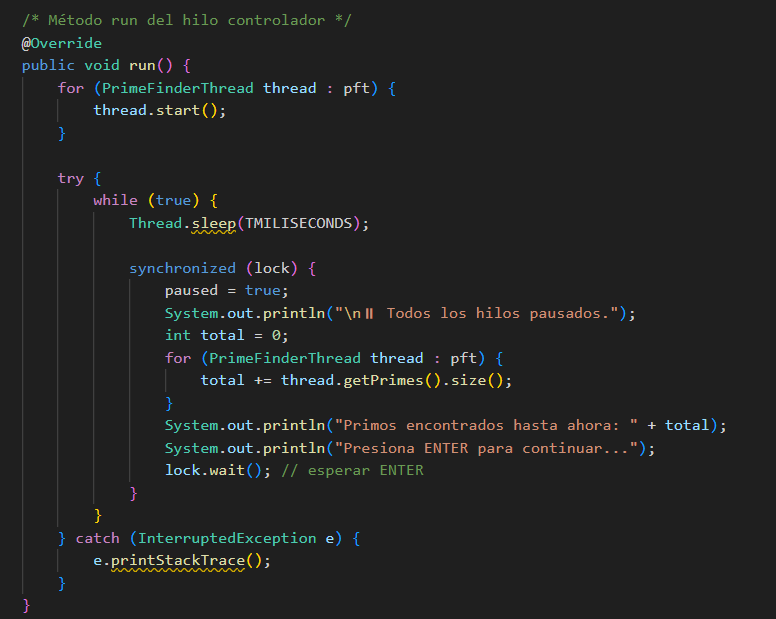 /* Método run del hilo controlador */
@Override
public void run() {
    for (PrimeFinderThread thread : pft) {
        thread.start();
    }

    try {
        while (true) {
            Thread.sleep(TMILISECONDS);

            synchronized (lock) {
                paused = true;
                System.out.println("\n⏸ Todos los hilos pausados.");
                int total = 0;
                for (PrimeFinderThread thread : pft) {
                    total += thread.getPrimes().size();
                }
                System.out.println("Primos encontrados hasta ahora: " + total);
                System.out.println("Presiona ENTER para continuar...");
                lock.wait(); // esperar ENTER
            }
        }
    } catch (InterruptedException e) {
        e.printStackTrace();
    }
}